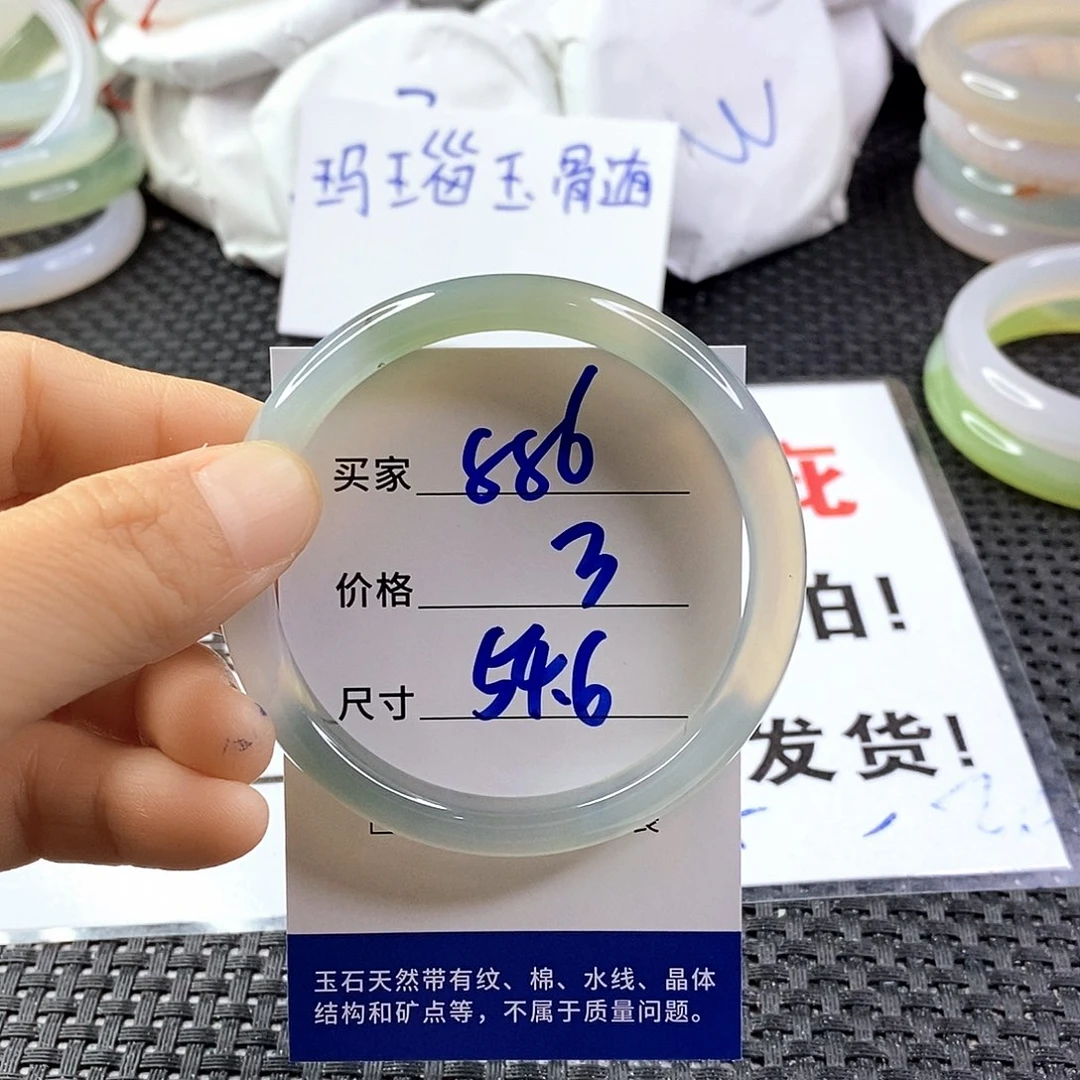 玛瑙玉骨髓
买家 886
价格 3
尺寸 54.6
拍!
发货!
玉石天然带有纹、棉、水线、晶体
结构和矿点等，不属于质量问题。